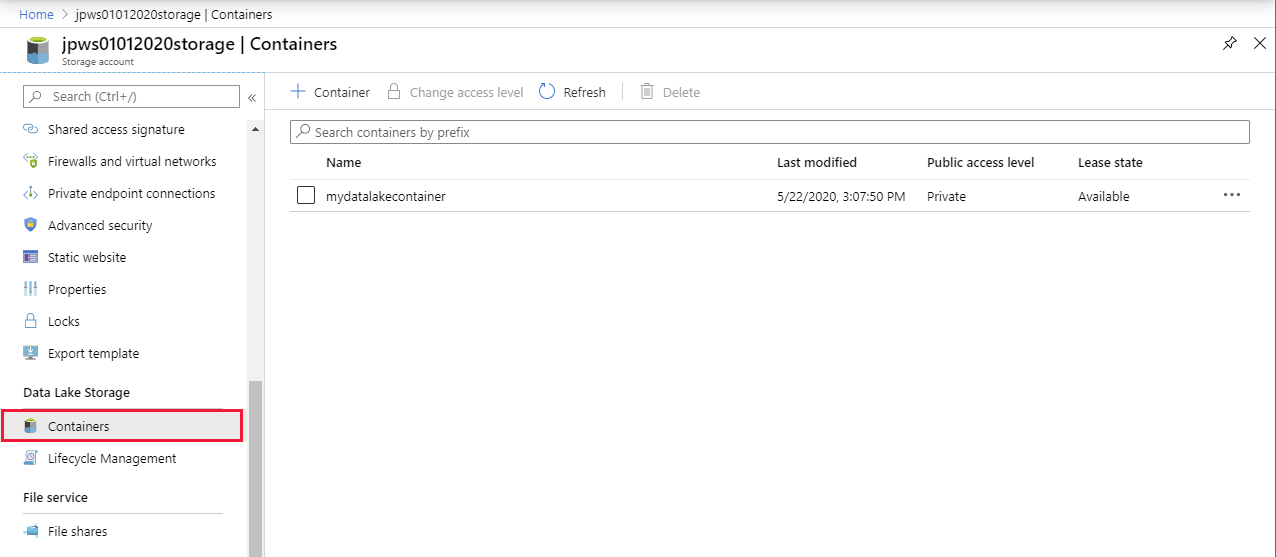 Home > jpws01012020storage | Containers
jpws01012020storage | Containers
Storage account
Search (Ctrl+/)
«
Shared access signature
Firewalls and virtual networks
Private endpoint connections
Advanced security
Static website
Properties
Locks
Export template
Data Lake Storage
Containers
Lifecycle Management
File service
File shares
+ Container Change access level Refresh Delete
Search containers by prefix
Name Last modified Public access level Lease state
mydatalakecontainer 5/22/2020, 3:07:50 PM Private Available ...